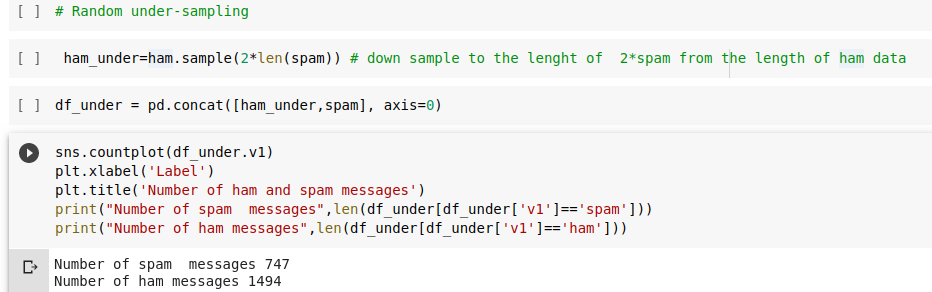 [ ] # Random under-sampling
[ ] ham_under=ham.sample(2*len(spam)) # down sample to the lenght of  2*spam from the length of ham data
[ ] df_under = pd.concat([ham_under,spam], axis=0)
sns.countplot(df_under.v1)
plt.xlabel('Label')
plt.title('Number of ham and spam messages')
print("Number of spam  messages",len(df_under[df_under['v1']=='spam']))
print("Number of ham messages",len(df_under[df_under['v1']=='ham']))
Number of spam  messages 747
Number of ham messages 1494